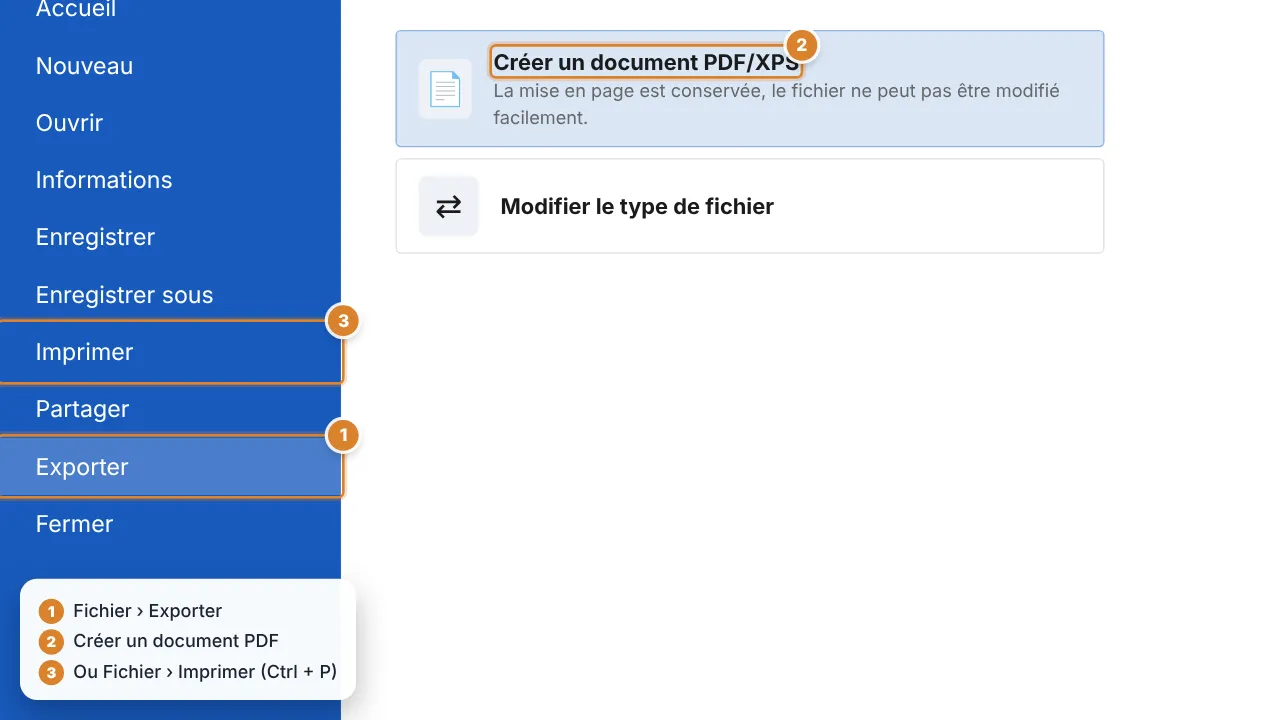 Accueil
Nouveau
Ouvrir
Informations
Enregistrer
Enregistrer sous
3
Imprimer
Partager
1
Exporter
Fermer
2
Créer un document PDF/XPS
La mise en page est conservée, le fichier ne peut pas être modifié
facilement.
Modifier le type de fichier
1 Fichier › Exporter
2 Créer un document PDF
3 Ou Fichier › Imprimer (Ctrl + P)